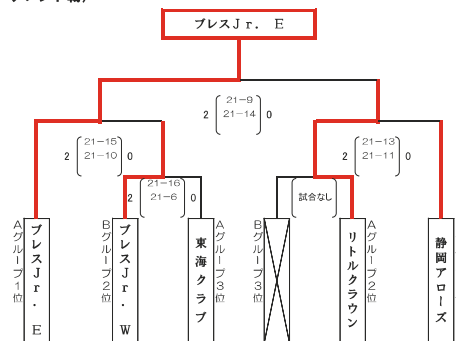 ブレスJr. E
21-9
2 21-14 0
21-15
2 21-10 0
21-13
2 21-11 0
21-16
2 21-6 0
試合なし
Aグループ1位
ブレスJr. E
Bグループ2位
ブレスJr. W
東海クラブ
Aグループ3位
Bグループ3位
リトルクラウン
Aグループ2位
静岡アローズ